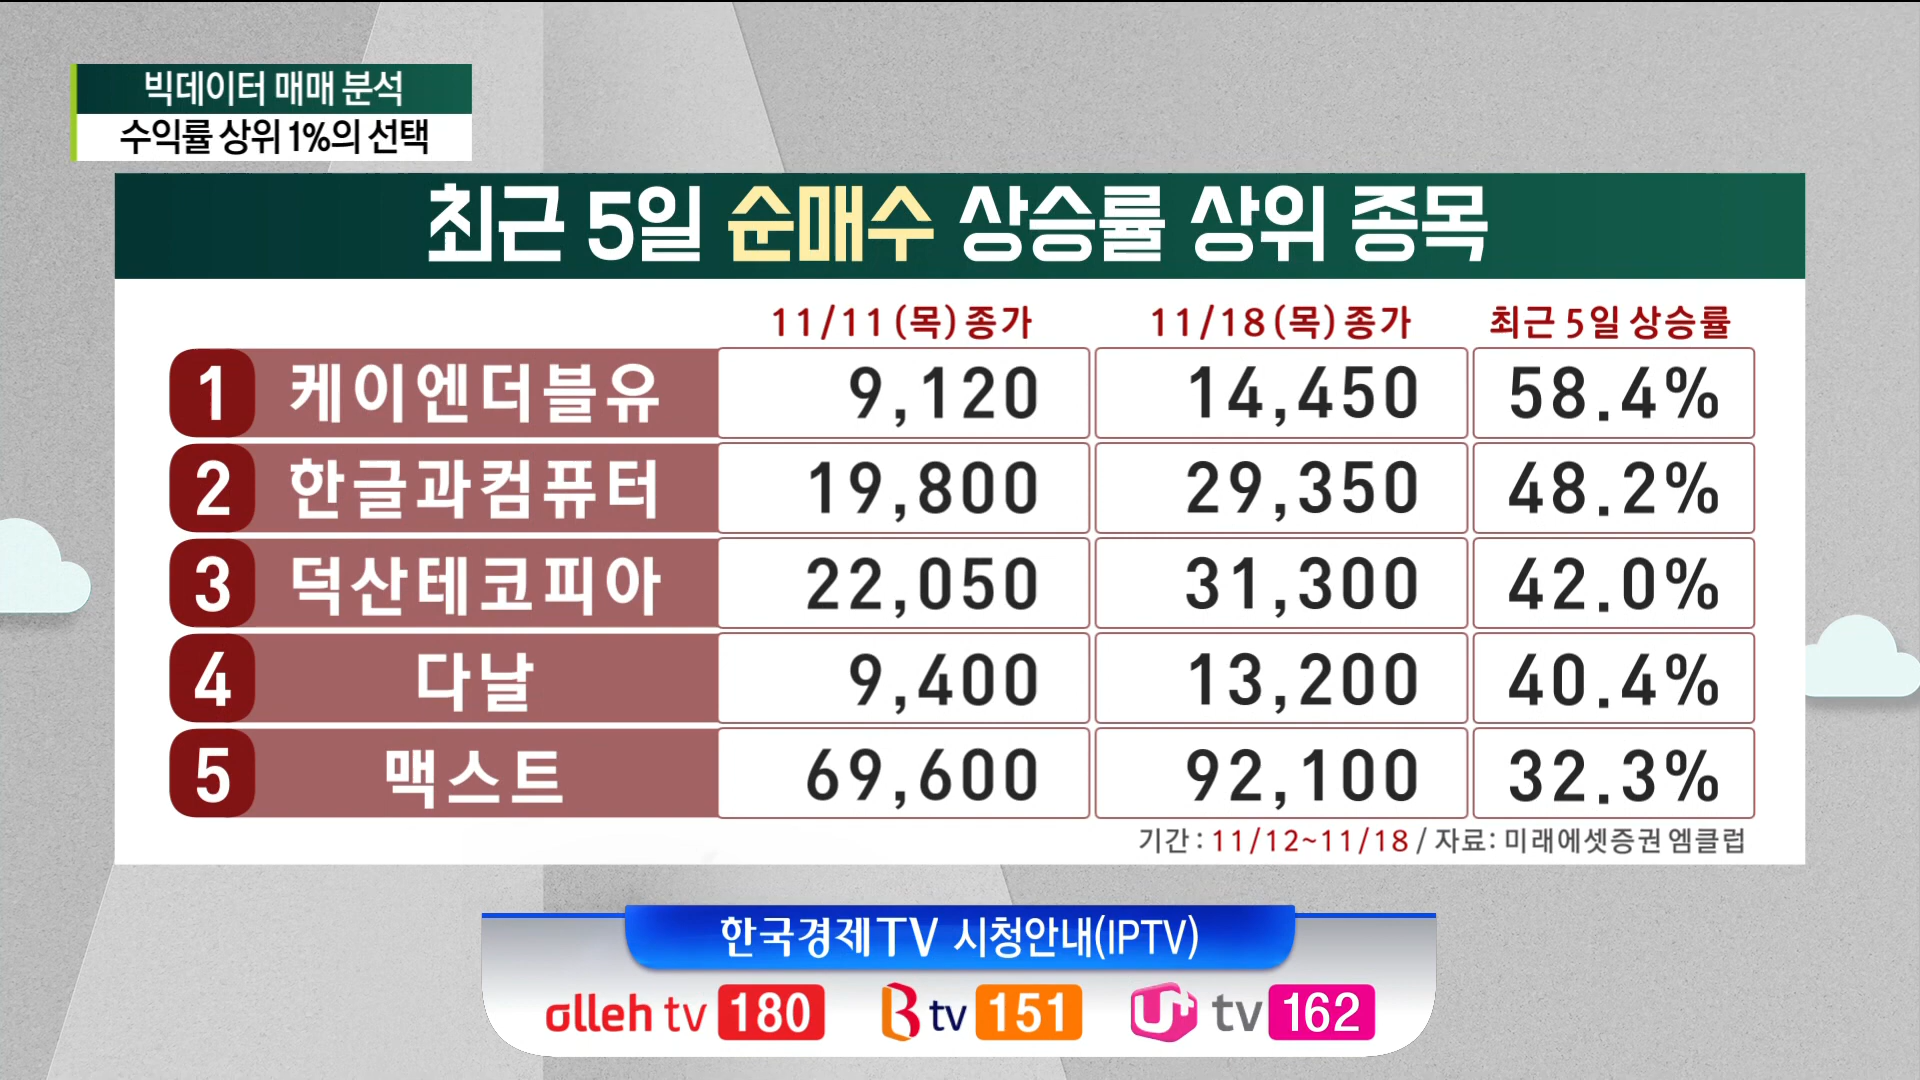 빅데이터 매매 분석
수익률 상위 1%의 선택
최근 5일 순매수 상승률 상위 종목
11/11(목) 종가 11/18(목) 종가 최근 5일 상승률
1 케이엔더블유 9,120 14,450 58.4%
2 한글과컴퓨터 19,800 29,350 48.2%
3 덕산테코피아 22,050 31,300 42.0%
4 다날 9,400 13,200 40.4%
5 맥스트 69,600 92,100 32.3%
기간 : 11/12~11/18 / 자료: 미래에셋증권 엠클럽
한국경제TV 시청안내(IPTV)
olleh tv 180 B tv 151 U+ tv 162